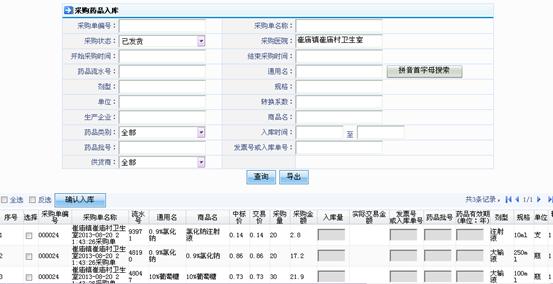 采购药品入库
采购单编号： 采购单名称：
采购状态： 已发货 采购医院： 崔庙镇崔庙村卫生室
开始采购时间： 结束采购时间：
药品流水号： 通用名： 拼音首字母搜索
剂型： 规格：
单位： 转换系数：
生产企业： 商品名：
药品类别： 全部 入库时间： 至
药品批号： 发票号或入库单号：
供货商： 全部
查询 导出
全选 反选 确认入库 共3条记录 1/1
序号 选择 采购单编号 采购单名称 流水号 通用名 商品名 中标价 交易价 采购量 采购金额 入库量 实际交易金额 发票号或入库单号 药品批号 药品有效期(单位：年) 剂型 规格 单位
1 000024 崔庙镇崔庙村卫生室2013-08-20 21:43:26采购单 93971 0.9%氯化钠 氯化钠注射液 0.14 0.14 20 2.8 注射液 10ml 支 1
2 000024 崔庙镇崔庙村卫生室2013-08-20 21:43:26采购单 48190 0.9%氯化钠 0.9%氯化钠 0.86 0.86 20 17.2 大输液 250ml 瓶 1
3 000024 崔庙镇崔庙村卫生室2013-08-20 21:43:26采购单 48047 10%葡萄糖 10%葡萄糖 0.73 0.73 30 21.9 大输液 100ml 瓶 1